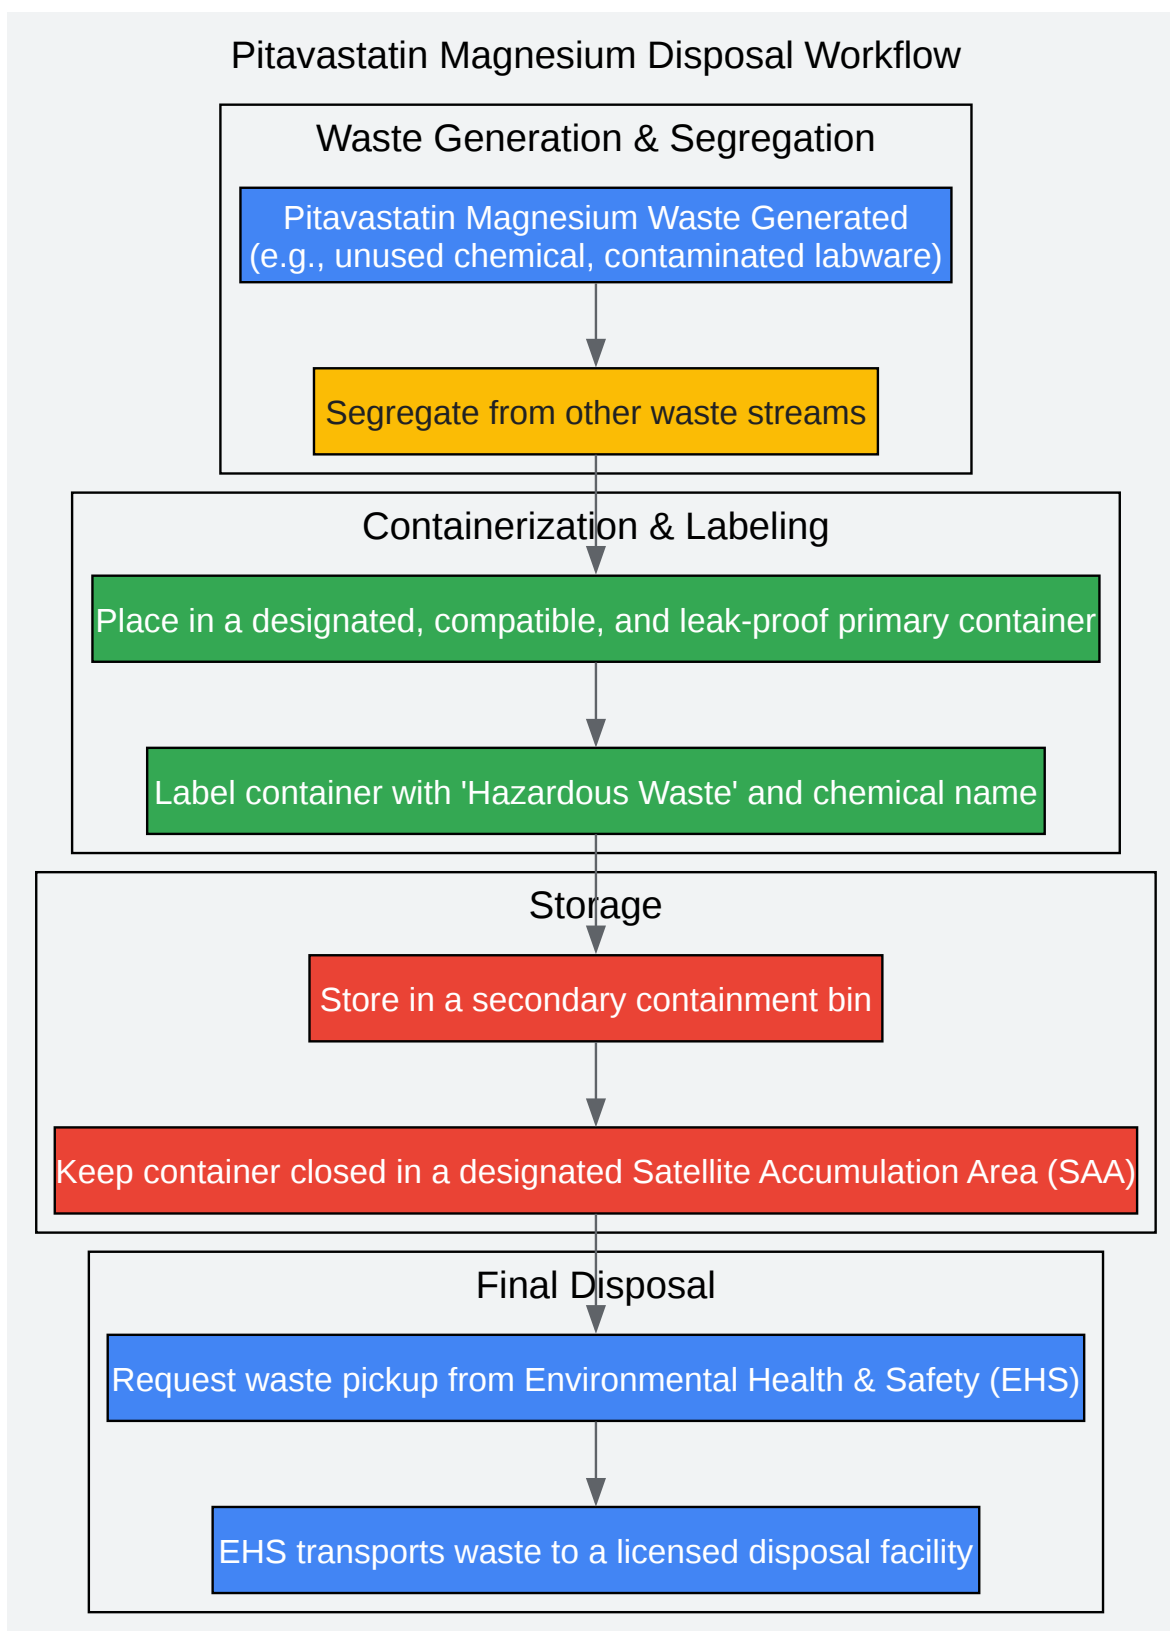 Pitavastatin Magnesium Disposal Workflow
Waste Generation & Segregation
Pitavastatin Magnesium Waste Generated
(e.g., unused chemical, contaminated labware)
Segregate from other waste streams
Containerization & Labeling
Place in a designated, compatible, and leak-proof primary container
Label container with 'Hazardous Waste' and chemical name
Storage
Store in a secondary containment bin
Keep container closed in a designated Satellite Accumulation Area (SAA)
Final Disposal
Request waste pickup from Environmental Health & Safety (EHS)
EHS transports waste to a licensed disposal facility